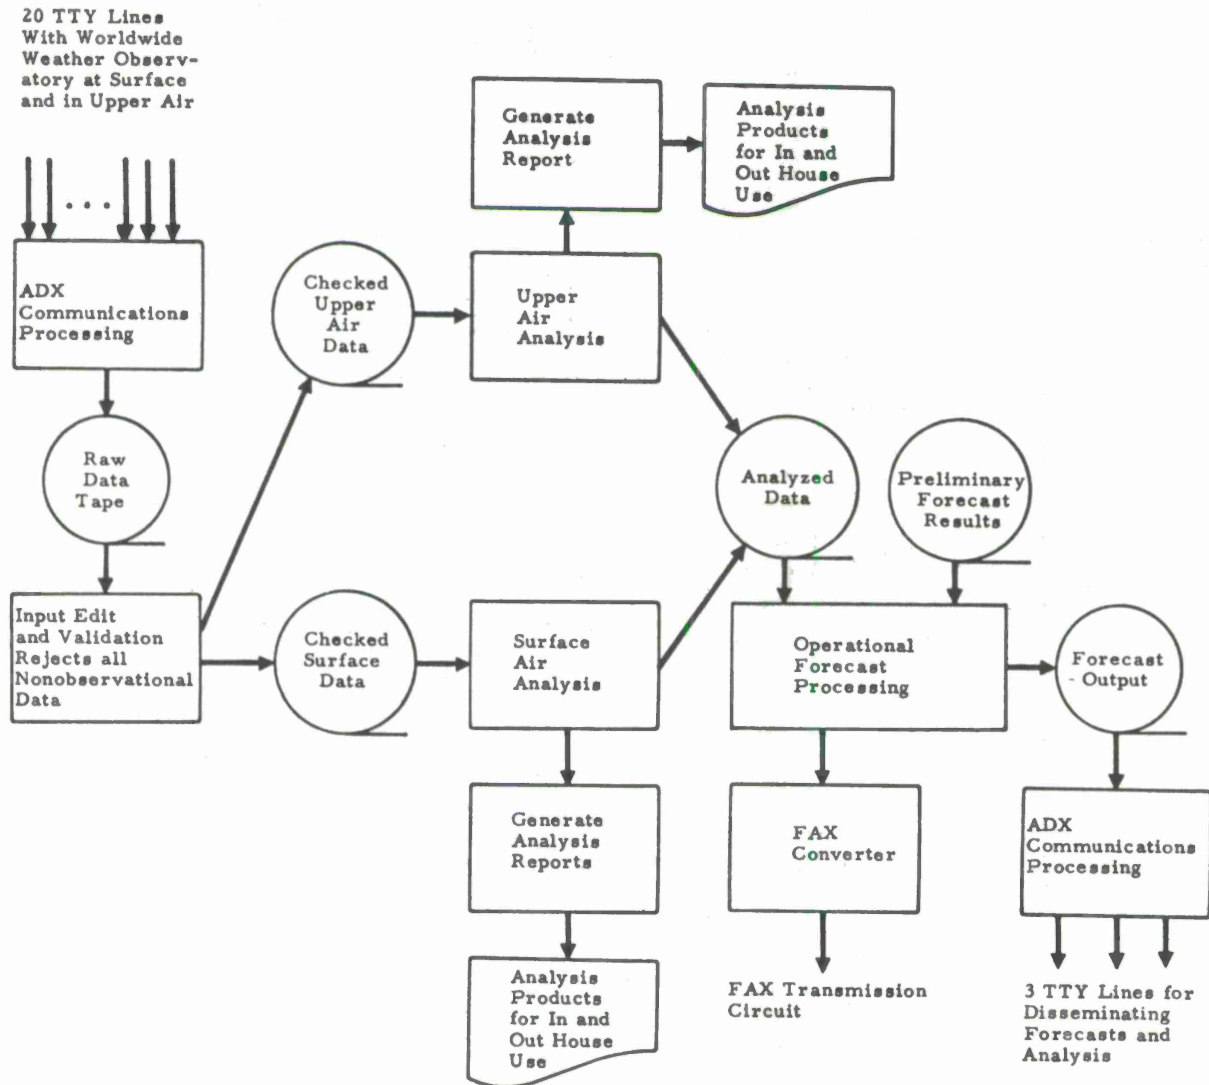 20 TTY Lines
With Worldwide
Weather Observ-
atory at Surface
and in Upper Air
. . .
ADX
Communications
Processing
Raw
Data
Tape
Input Edit
and Validation
Rejects all
Nonobservational
Data
Checked
Upper
Air
Data
Checked
Surface
Data
Generate
Analysis
Report
Analysis
Products
for In and
Out House
Use
Upper
Air
Analysis
Surface
Air
Analysis
Generate
Analysis
Reports
Analysis
Products
for In and
Out House
Use
Analyzed
Data
Preliminary
Forecast
Results
Operational
Forecast
Processing
Forecast
Output
FAX
Converter
FAX Transmission
Circuit
ADX
Communications
Processing
3 TTY Lines for
Disseminating
Forecasts and
Analysis